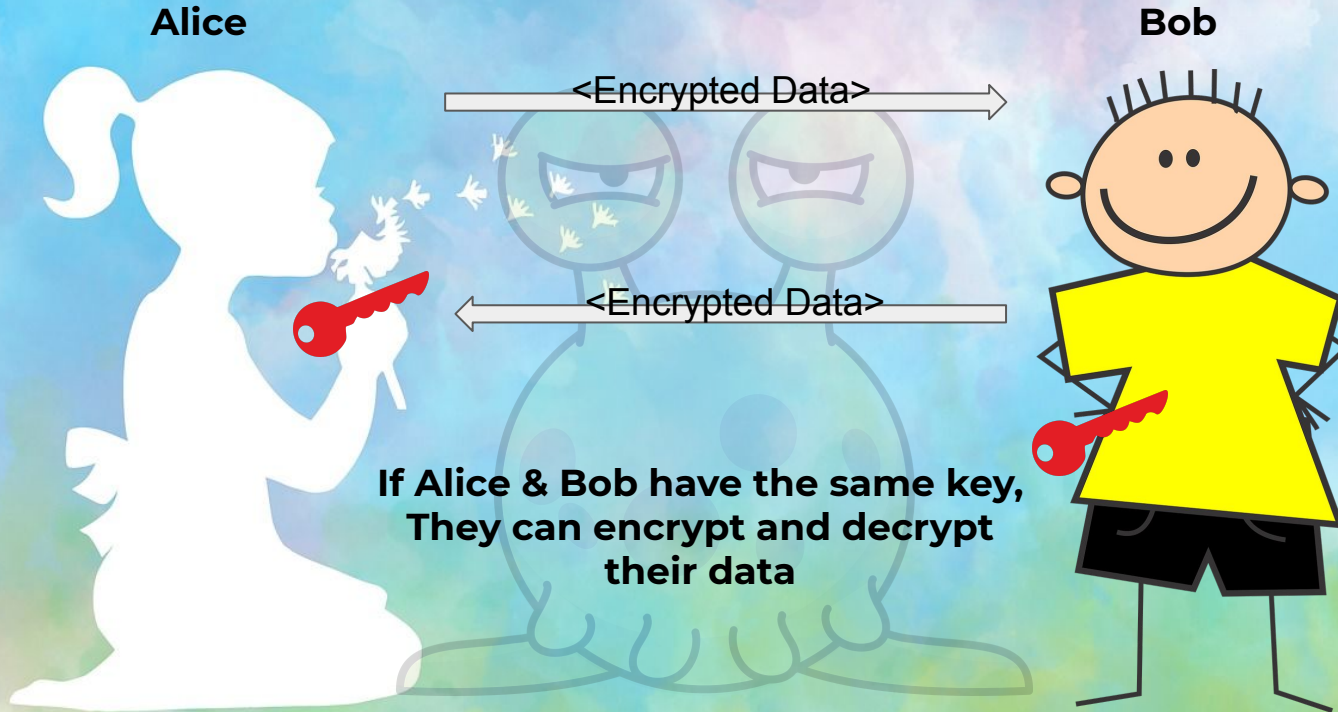 Alice
Bob
<Encrypted Data>
<Encrypted Data>
If Alice & Bob have the same key,
They can encrypt and decrypt
their data